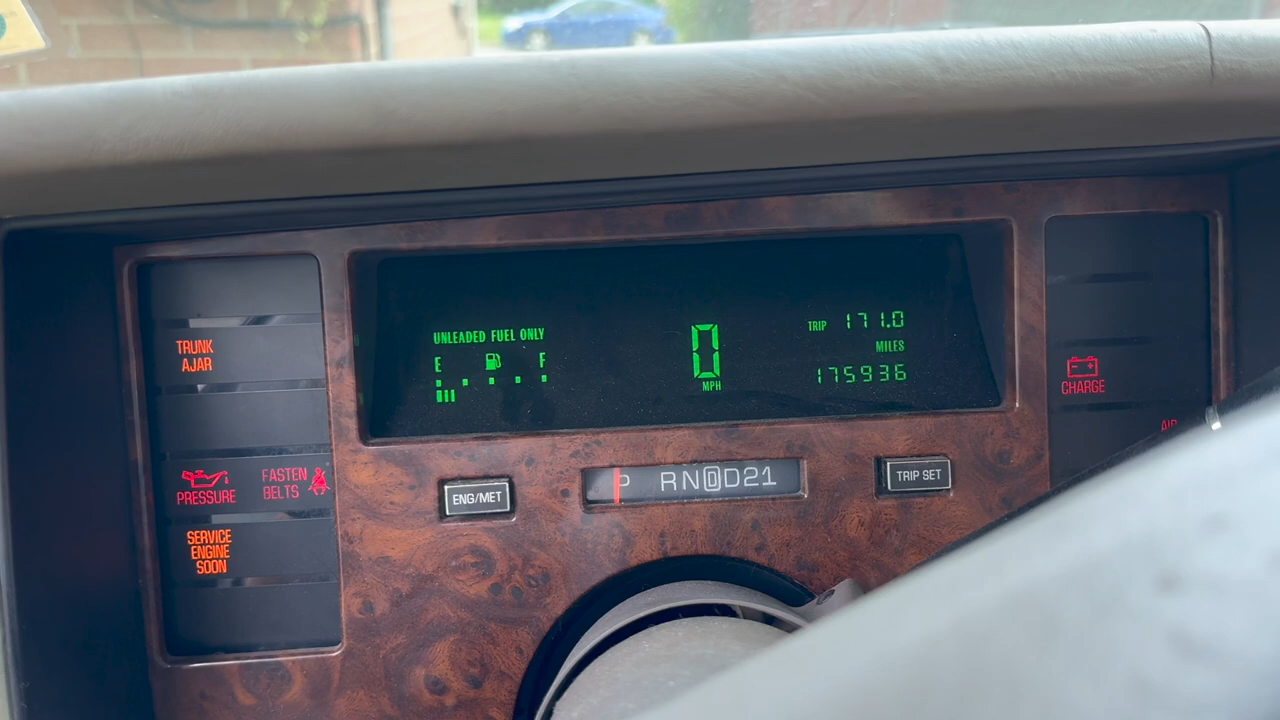 TRUNK
AJAR
PRESSURE
FASTEN
BELTS
SERVICE
ENGINE
SOON
UNLEADED FUEL ONLY
E F
0
MPH
TRIP 171.0
MILES
175936
ENG/MET
P RN[D]D21
TRIP SET
CHARGE